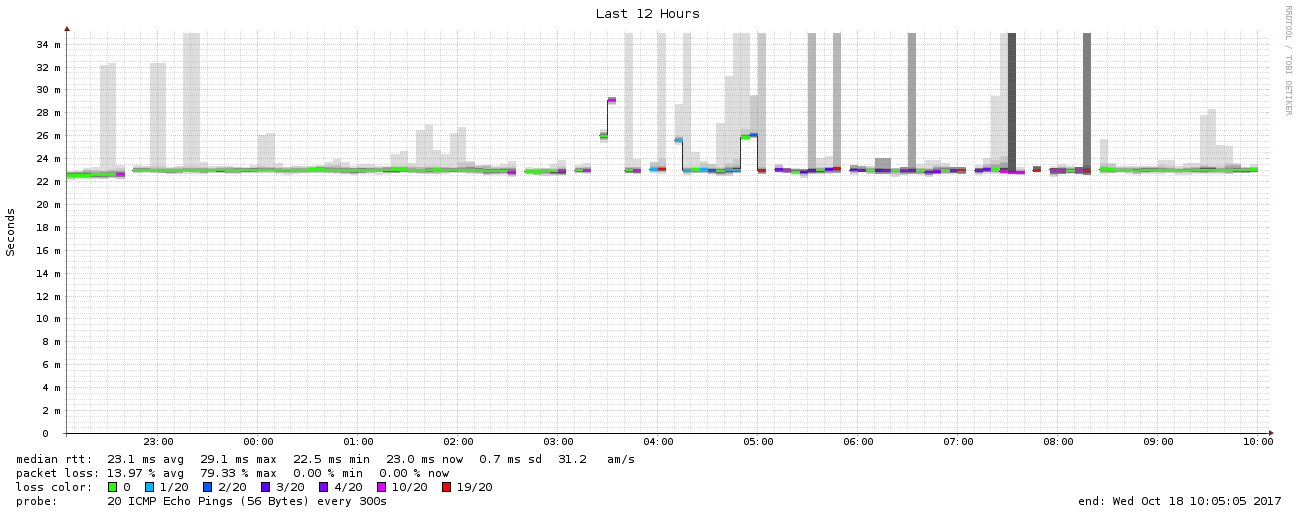 Last 12 Hours
RRDTOOL / TOBI OETIKER
34 m
32 m
30 m
28 m
26 m
24 m
22 m
20 m
18 m
16 m
14 m
12 m
10 m
8 m
6 m
4 m
2 m
0
Seconds
23:00 00:00 01:00 02:00 03:00 04:00 05:00 06:00 07:00 08:00 09:00 10:00
median rtt: 23.1 ms avg 29.1 ms max 22.5 ms min 23.0 ms now 0.7 ms sd 31.2 am/s
packet loss: 13.97 % avg 79.33 % max 0.00 % min 0.00 % now
loss color: 0 1/20 2/20 3/20 4/20 10/20 19/20
probe: 20 ICMP Echo Pings (56 Bytes) every 300s end: Wed Oct 18 10:05:05 2017